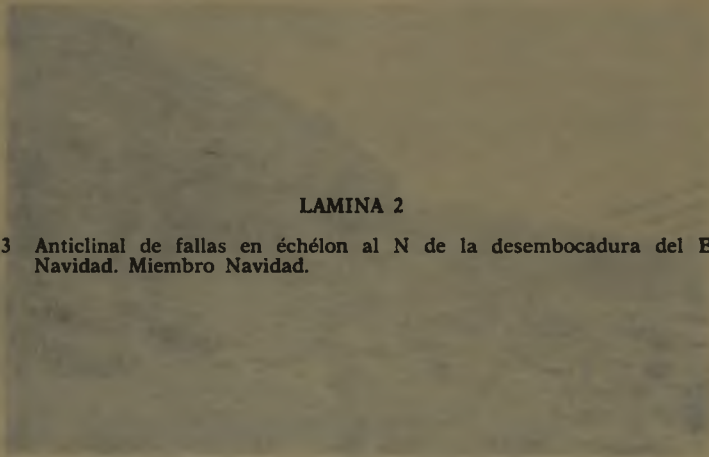 LAMINA 2
3 Anticlinal de fallas en échélon al N de la desembocadura del E
Navidad. Miembro Navidad.